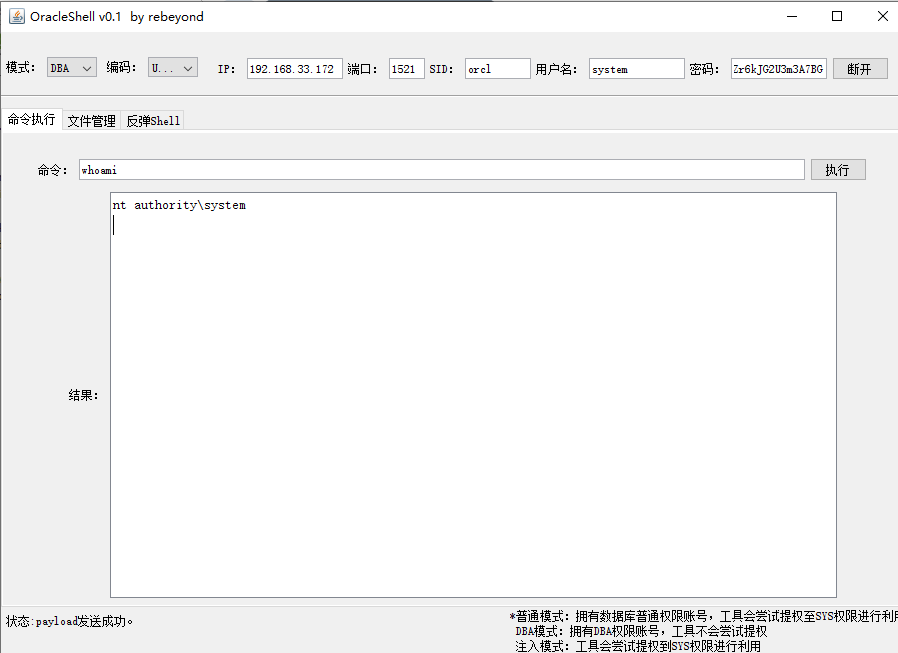 OracleShell v0.1 by rebeyond
模式: DBA 编码: U... IP: 192.168.33.172 端口: 1521 SID: orcl 用户名: system 密码: Zr6kJG2U3m3A7BG 断开
命令执行 文件管理 反弹Shell
命令: whoami 执行
nt authority\system
结果:
状态:payload发送成功。
*普通模式: 拥有数据库普通权限账号, 工具会尝试提权至SYS权限进行利用
DBA模式: 拥有DBA权限账号, 工具不会尝试提权
注入模式: 工具会尝试提权到SYS权限进行利用